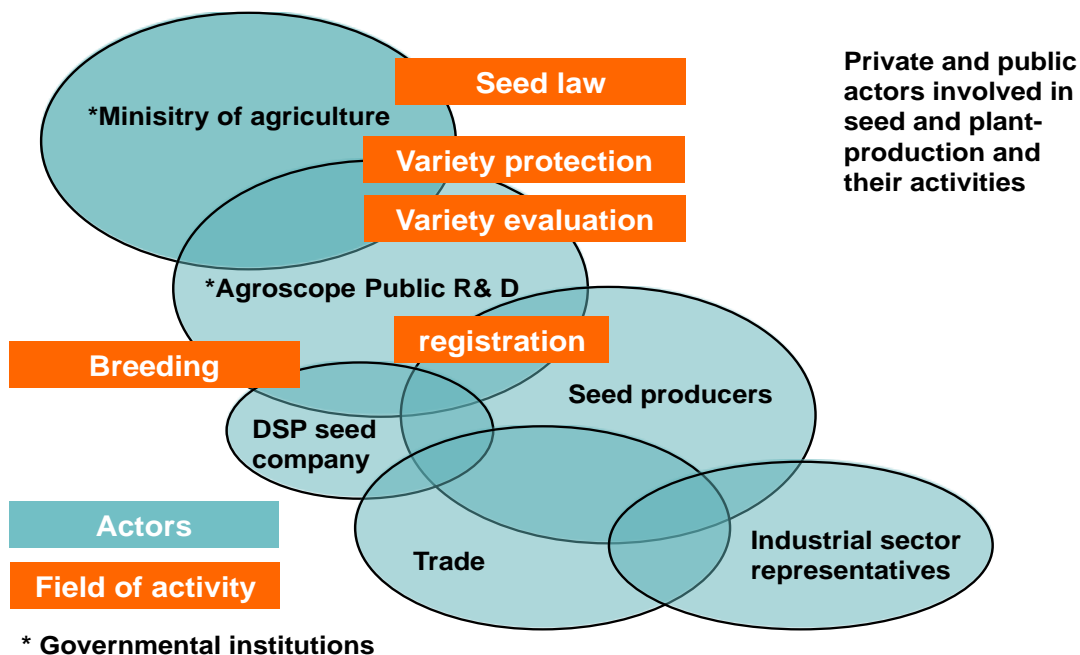 Seed law
Private and public
actors involved in
seed and plant-
production and
their activities
*Minisitry of agriculture
Variety protection
Variety evaluation
*Agroscope Public R& D
registration
Breeding
Seed producers
DSP seed
company
Actors
Trade
Industrial sector
representatives
Field of activity
* Governmental institutions